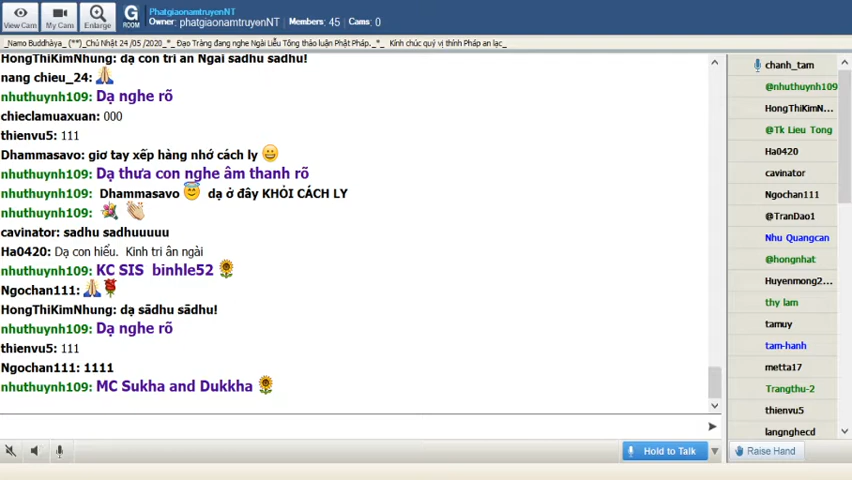 PhatgiaonamtruyenNT
Owner: phatgiaonamtruyenNT Members: 45 Cams: 0
View Cam My Cam Enlarge G ROOM
_Namo Buddhàya_ (**)_Chủ Nhật 24 /05 /2020_*_ Đạo Tràng đang nghe Ngài Liễu Tông thảo luận Phật Pháp._*_ Kính chúc quý vị thính Pháp an lạc_
HongThiKimNhung: dạ con tri ân Ngài sadhu sadhu!
nang chieu_24:
nhuthuynh109: Dạ nghe rõ
chieclamuaxuan: 000
thienvu5: 111
Dhammasavo: giơ tay xếp hàng nhớ cách ly
nhuthuynh109: Dạ thưa con nghe âm thanh rõ
nhuthuynh109: Dhammasavo dạ ở đây KHỎI CÁCH LY
nhuthuynh109:
cavinator: sadhu sadhuuuuu
Ha0420: Dạ con hiểu. Kinh tri ân ngài
nhuthuynh109: KC SIS binhle52
Ngochan111:
HongThiKimNhung: dạ sādhu sādhu!
nhuthuynh109: Dạ nghe rõ
thienvu5: 111
Ngochan111: 1111
nhuthuynh109: MC Sukha and Dukkha
chanh_tam
@nhuthuynh109
HongThiKimN...
@Tk Lieu Tong
Ha0420
cavinator
Ngochan111
@TranDao1
Nhu Quangcan
@hongnhat
Huyenmong2...
thy lam
tamuy
tam-hanh
metta17
Trangthu-2
thienvu5
langnghecd
Hold to Talk
Raise Hand